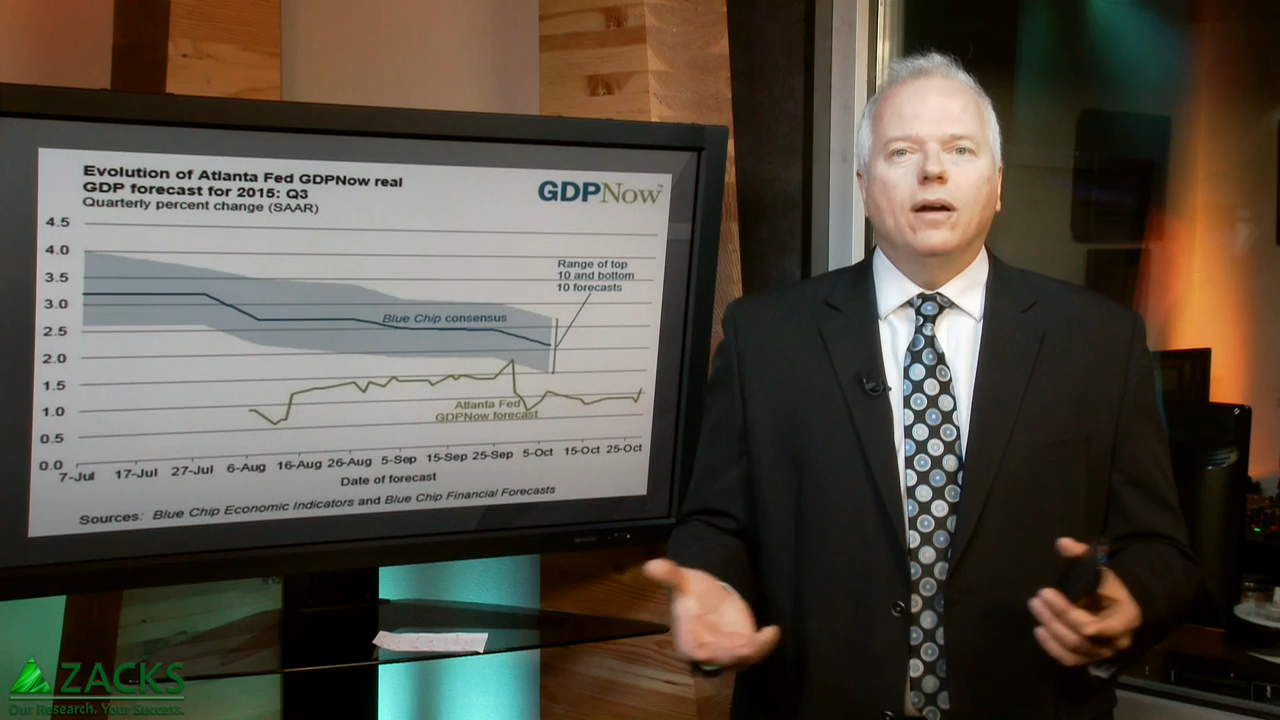 Evolution of Atlanta Fed GDPNow real
GDP forecast for 2015: Q3
Quarterly percent change (SAAR)
GDPNow™
4.5
4.0
3.5
3.0
2.5
2.0
1.5
1.0
0.5
0.0
Range of top
10 and bottom
10 forecasts
Blue Chip consensus
Atlanta Fed
GDPNow forecast
7-Jul 17-Jul 27-Jul 6-Aug 16-Aug 26-Aug 5-Sep 15-Sep 25-Sep 5-Oct 15-Oct 25-Oct
Date of forecast
Sources: Blue Chip Economic Indicators and Blue Chip Financial Forecasts
ZACKS
Our Research. Your Success.